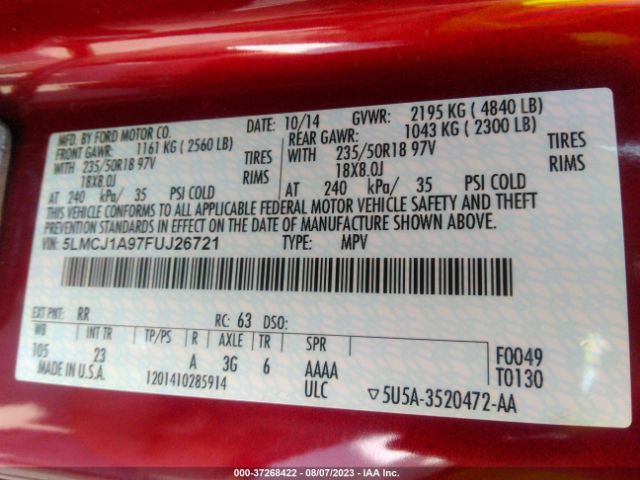 MFD. BY FORD MOTOR CO.
DATE: 10/14 GVWR: 2195 KG (4840 LB)
FRONT GAWR: 1161 KG (2560 LB) REAR GAWR: 1043 KG (2300 LB)
WITH 235/50R18 97V TIRES WITH 235/50R18 97V TIRES
18X8.0J RIMS 18X8.0J RIMS
AT 240 kPa/ 35 PSI COLD AT 240 kPa/ 35 PSI COLD
THIS VEHICLE CONFORMS TO ALL APPLICABLE FEDERAL MOTOR VEHICLE SAFETY AND THEFT
PREVENTION STANDARDS IN EFFECT ON THE DATE OF MANUFACTURE SHOWN ABOVE.
VIN: 5LMCJ1A97FUJ26721 TYPE: MPV
EXT PNT: RR RC: 63 DSO:
WB INT TR TP/PS R AXLE TR SPR
105 23 A 3G 6 AAAA F0049
MADE IN U.S.A. 1201410285914 ULC T0130
▽5U5A-3520472-AA
000-37268422 - 08/07/2023 - IAA Inc.